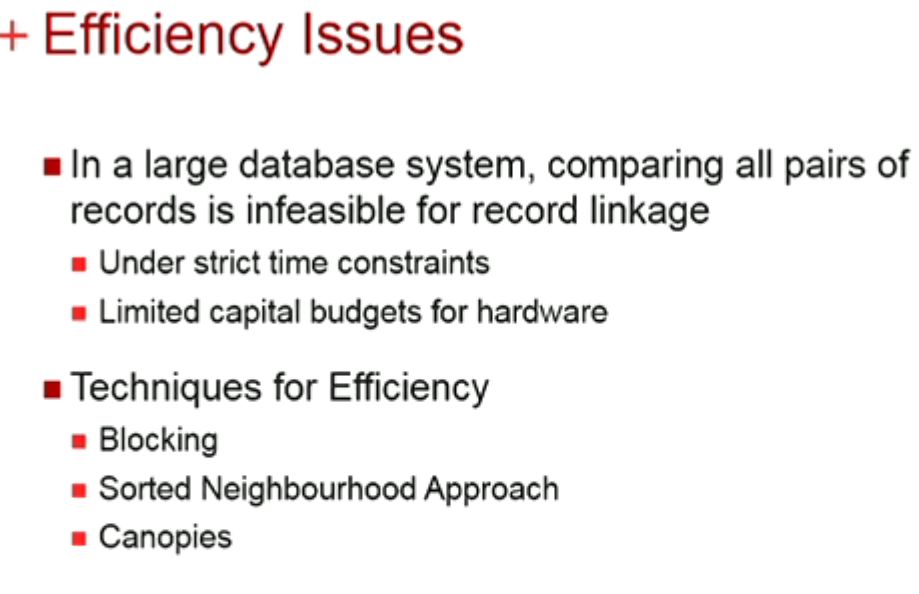 + Efficiency Issues
■ In a large database system, comparing all pairs of
records is infeasible for record linkage
■ Under strict time constraints
■ Limited capital budgets for hardware
■ Techniques for Efficiency
■ Blocking
■ Sorted Neighbourhood Approach
■ Canopies